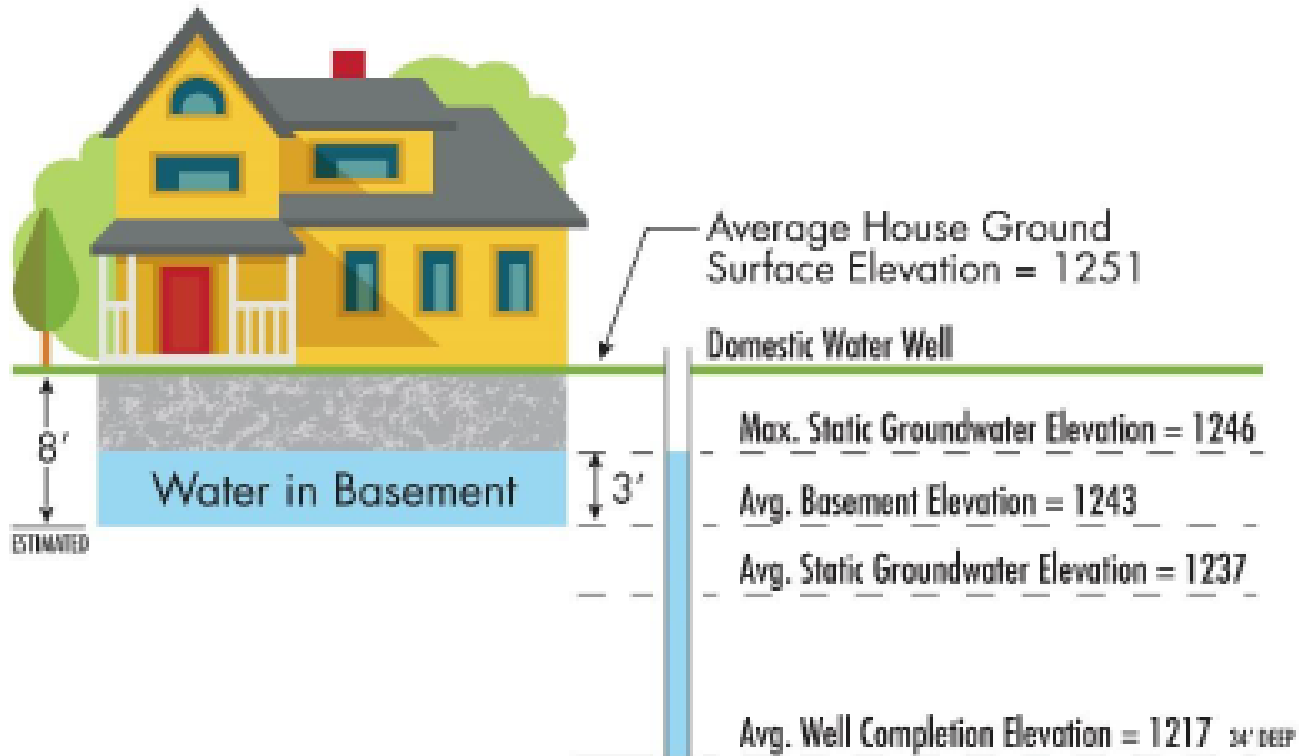 Average House Ground
Surface Elevation = 1251
Domestic Water Well
8'
Max. Static Groundwater Elevation = 1246
Water in Basement
3'
Avg. Basement Elevation = 1243
ESTIMATED
Avg. Static Groundwater Elevation = 1237
Avg. Well Completion Elevation = 1217 34' DEEP